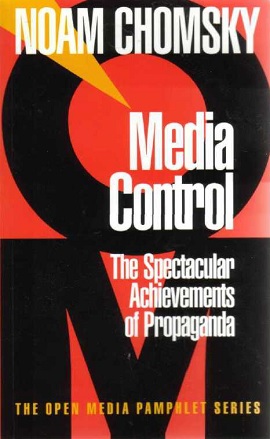 NOAM CHOMSKY
Media
Control
The Spectacular
Achievements
of Propaganda
THE OPEN MEDIA PAMPHLET SERIES